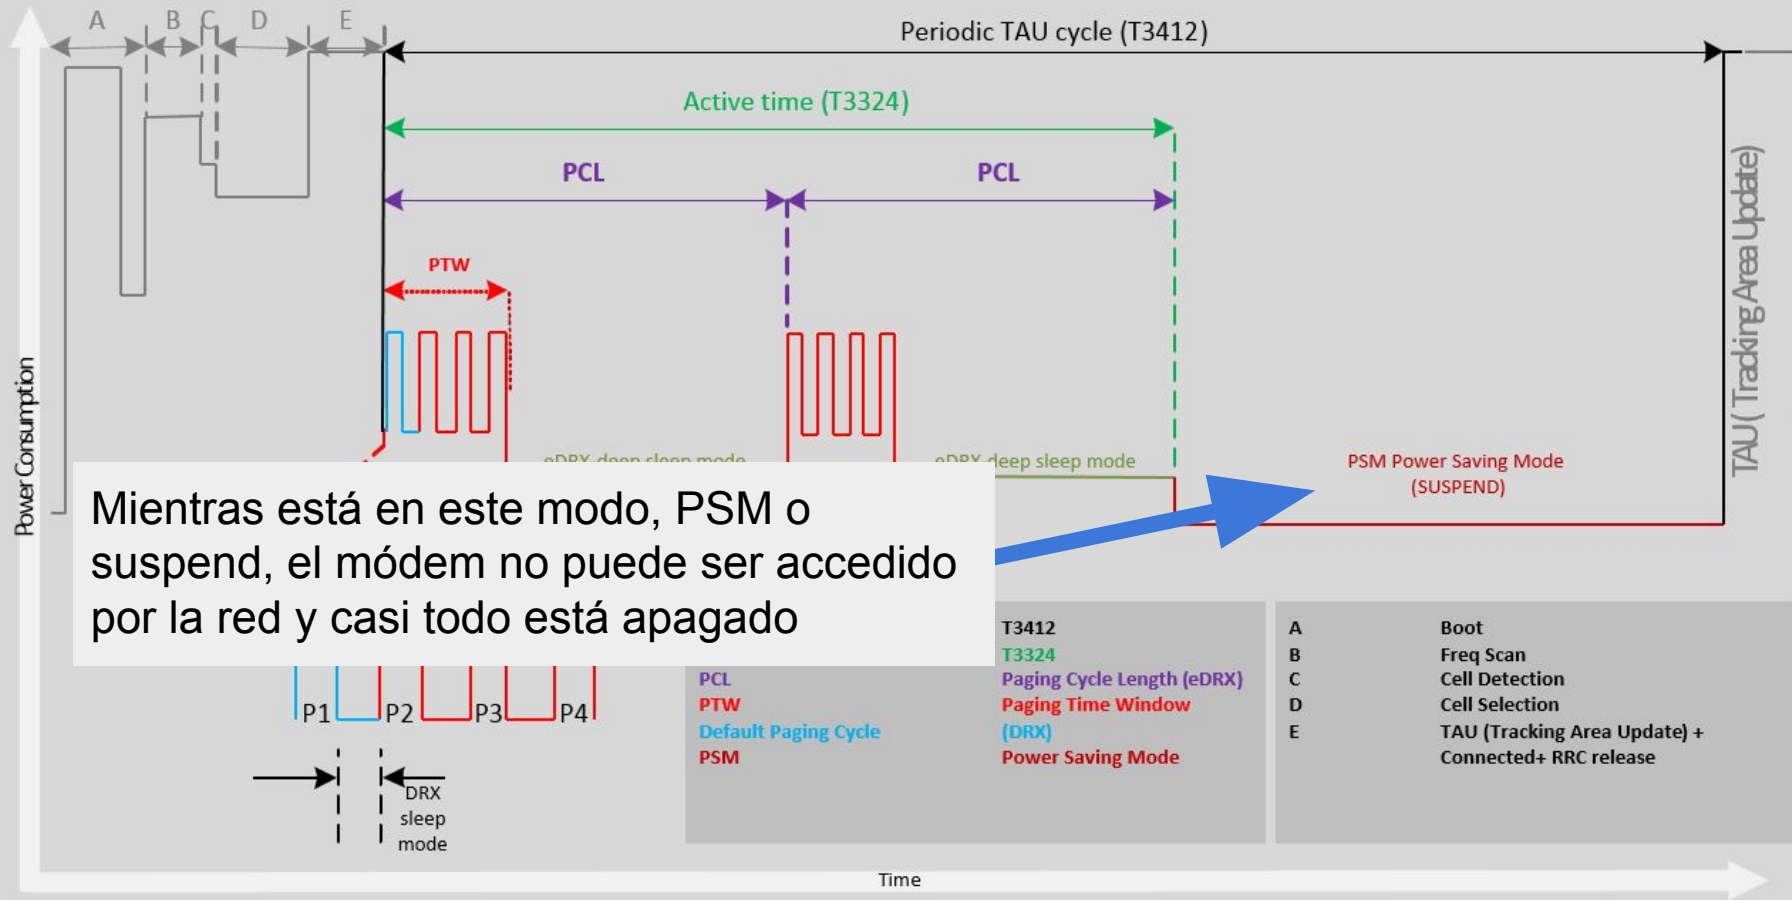 A B C D E
Periodic TAU cycle (T3412)
Active time (T3324)
PCL PCL
PTW
Power Consumption
TAU( Tracking Area Update)
eDRX-deep sleep mode
eDRX-deep sleep mode
PSM Power Saving Mode
(SUSPEND)
Mientras está en este modo, PSM o
suspend, el módem no puede ser accedido
por la red y casi todo está apagado
P1 P2 P3 P4
DRX
sleep
mode
T3412
T3324
PCL Paging Cycle Length (eDRX)
PTW Paging Time Window
Default Paging Cycle (DRX)
PSM Power Saving Mode
A Boot
B Freq Scan
C Cell Detection
D Cell Selection
E TAU (Tracking Area Update) +
Connected+ RRC release
Time